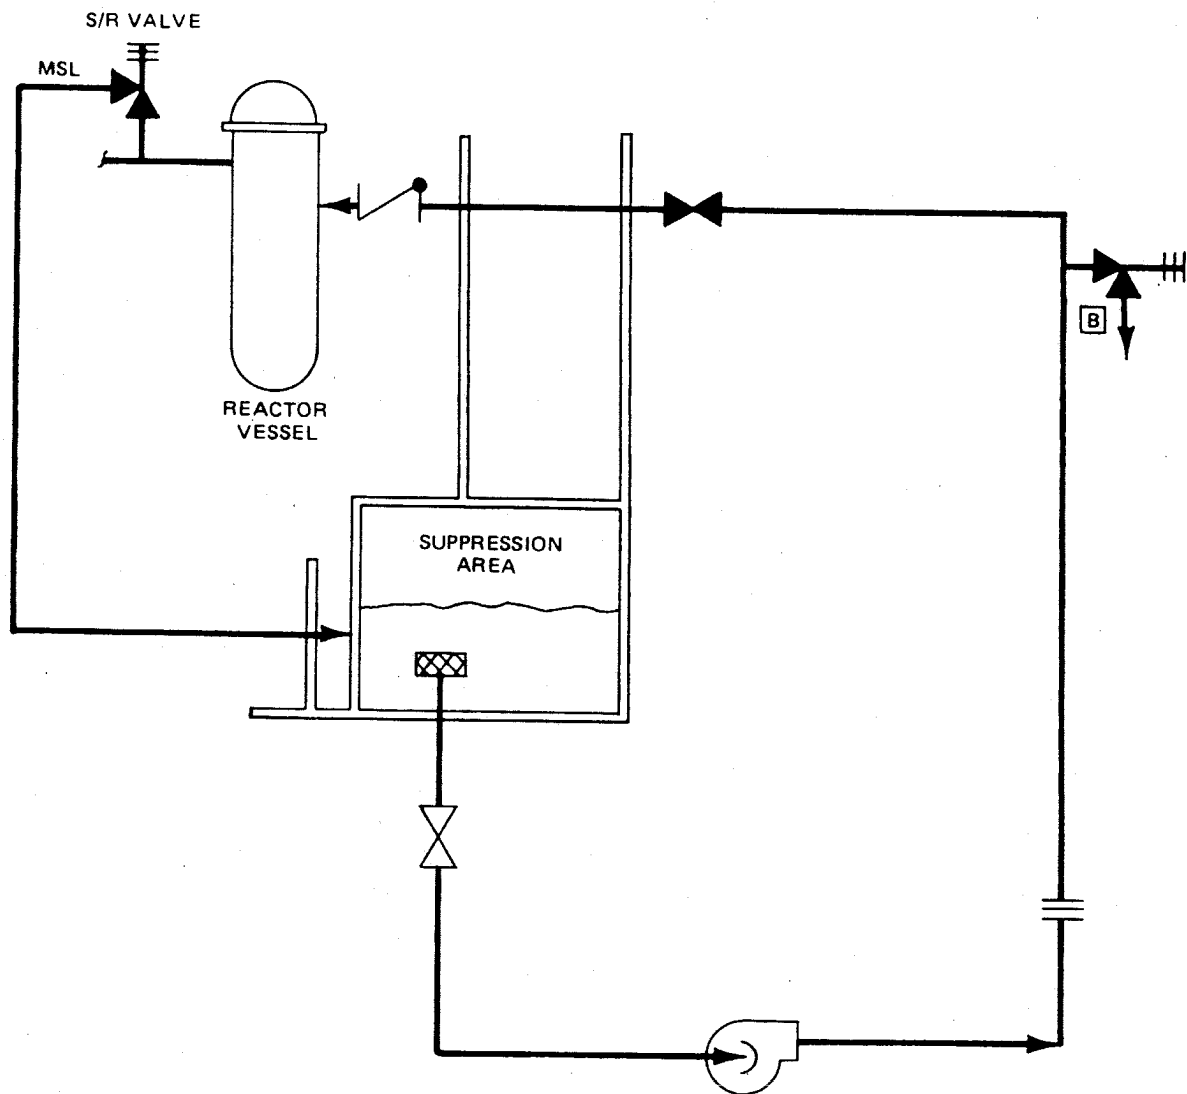 S/R VALVE
MSL
B
REACTOR
VESSEL
SUPPRESSION
AREA